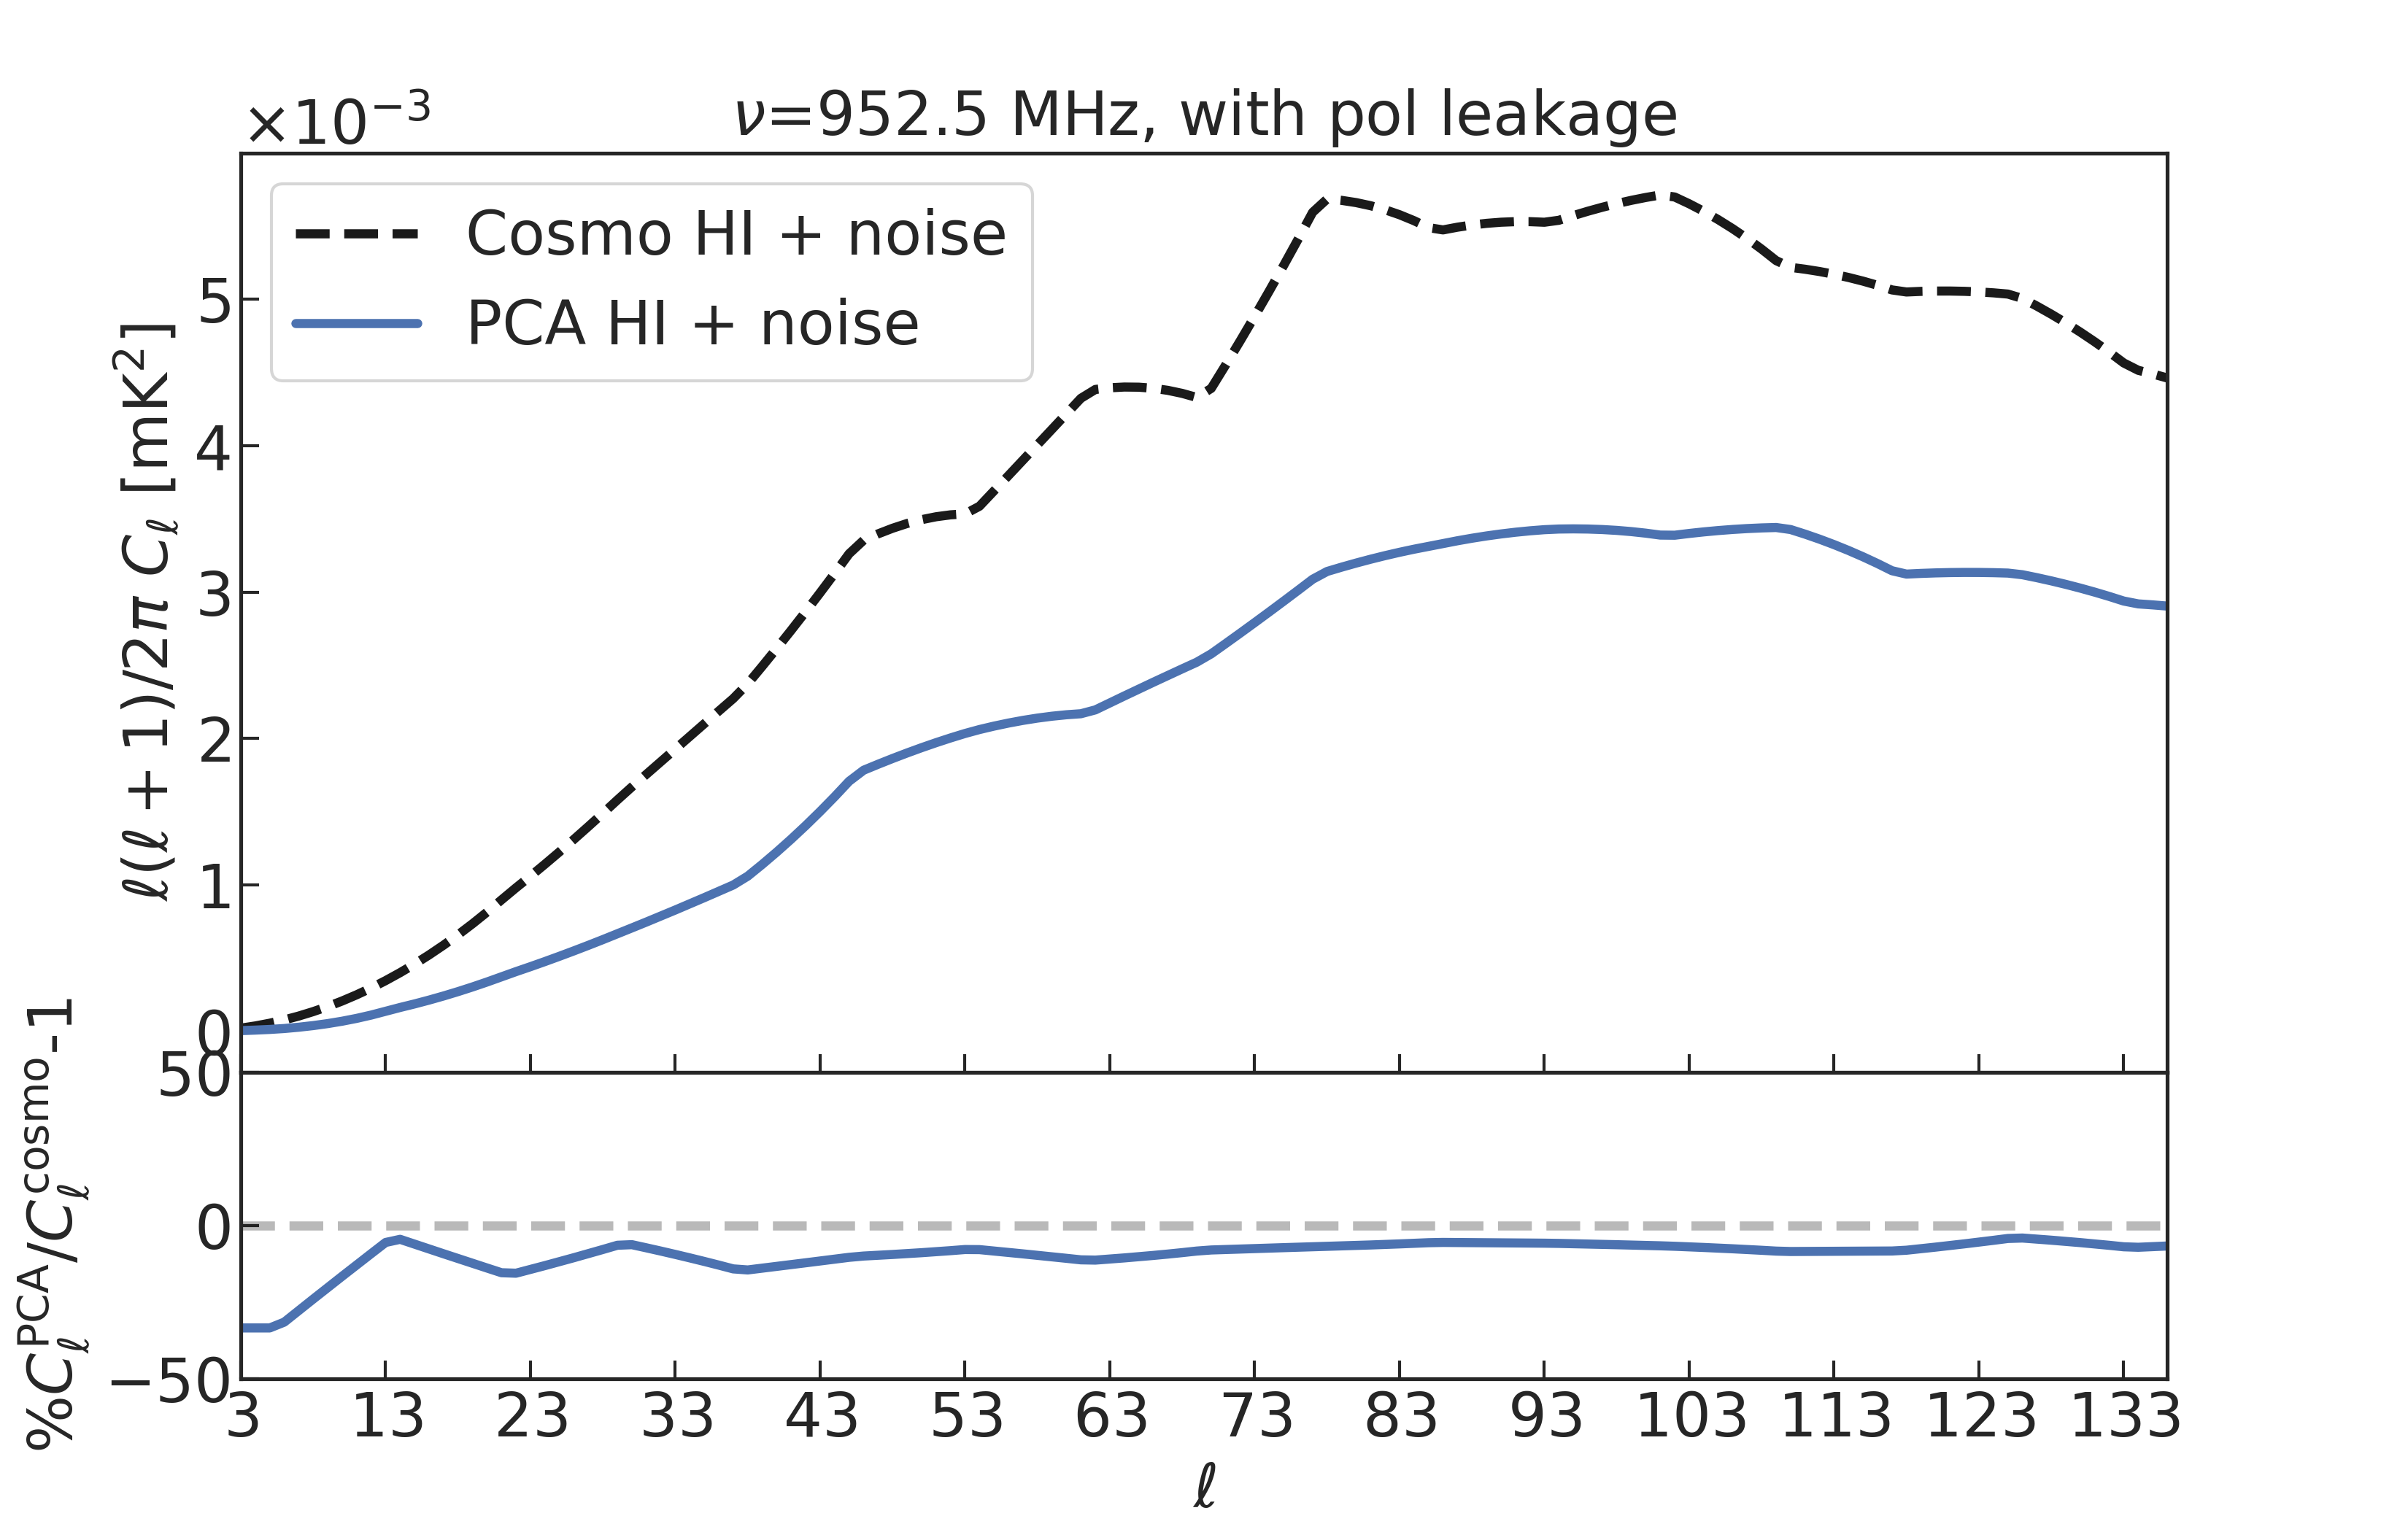 ×10⁻³
ν=952.5 MHz, with pol leakage
Cosmo HI + noise
PCA HI + noise
ℓ(ℓ + 1)/2π C_ℓ [mK²]
5
4
3
2
1
0
%C_ℓ^PCA/C_ℓ^cosmo-1
50
0
−50
3 13 23 33 43 53 63 73 83 93 103 113 123 133
ℓ